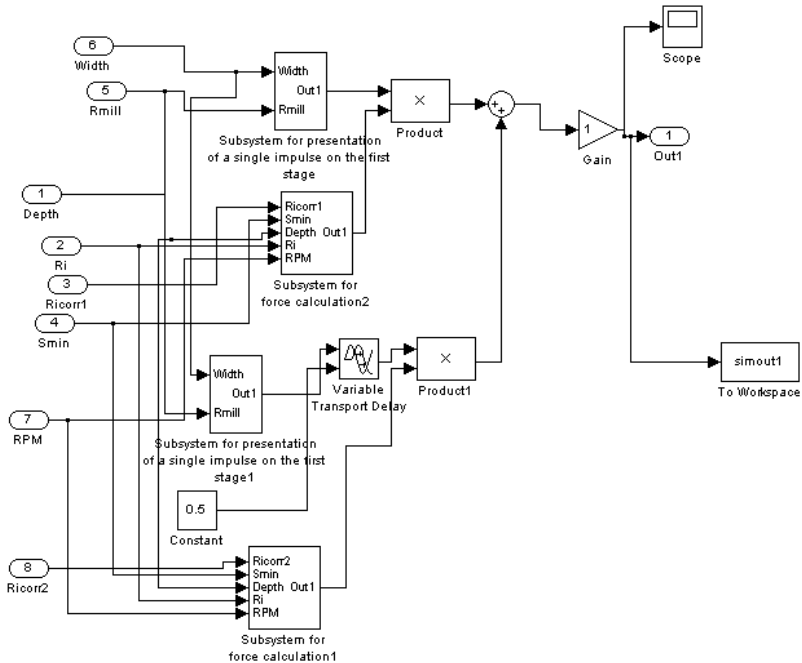 6
Width
5
Rmill
Width
Rmill
Out1
Subsystem for presentation
of a single impulse on the first
stage
×
Product
+
+
1
Gain
Scope
1
Out1
1
Depth
2
Ri
3
Ricorr1
4
Smin
Ricorr1
Smin
Depth
Ri
RPM
Out1
Subsystem for
force calculation2
Width
Rmill
Out1
Subsystem for presentation
of a single impulse on the first
stage1
Variable
Transport Delay
×
Product1
simout1
To Workspace
7
RPM
0.5
Constant
8
Ricorr2
Ricorr2
Smin
Depth
Ri
RPM
Out1
Subsystem for
force calculation1